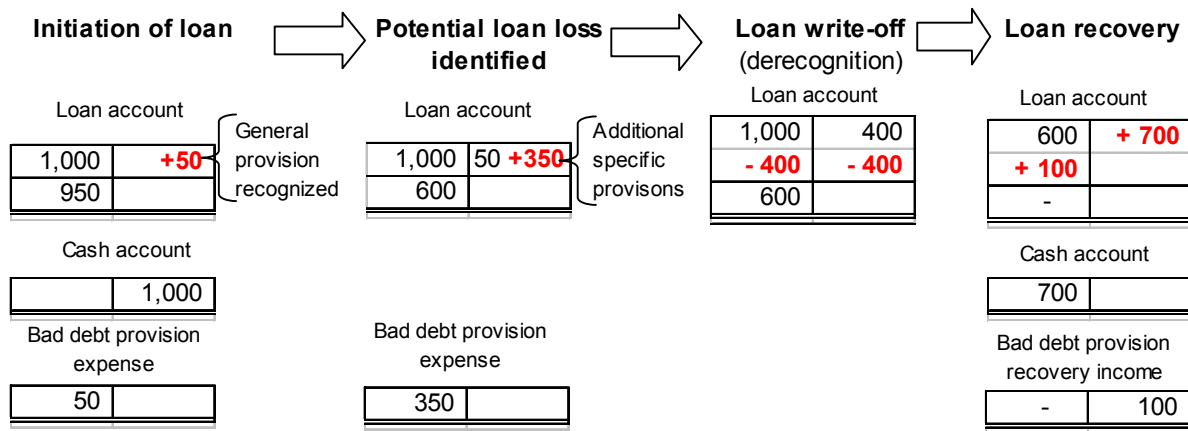 Initiation of loan
Potential loan loss
identified
Loan write-off
(derecognition)
Loan recovery
Loan account
1,000 +50
950
General
provision
recognized
Cash account
1,000
Bad debt provision
expense
50
Loan account
1,000 50 +350
600
Additional
specific
provisons
Bad debt provision
expense
350
Loan account
1,000 400
- 400 - 400
600
Loan account
600 + 700
+ 100
-
Cash account
700
Bad debt provision
recovery income
- 100